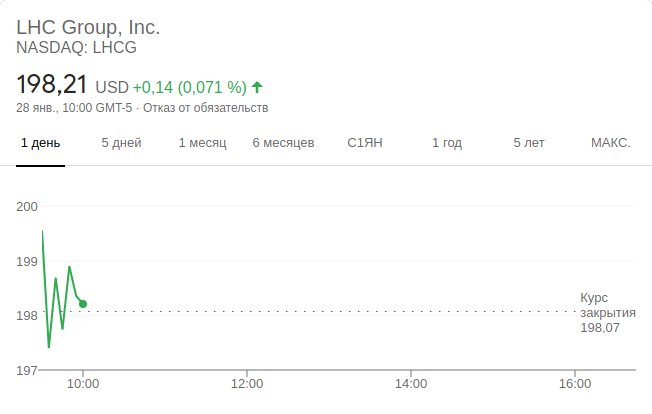 LHC Group, Inc.
NASDAQ: LHCG
198,21 USD +0,14 (0,071 %)
28 янв., 10:00 GMT-5 · Отказ от обязательств
1 день 5 дней 1 месяц 6 месяцев С1ЯН 1 год 5 лет МАКС.
200
199
198
197
Курс
закрытия
198,07
10:00 12:00 14:00 16:00